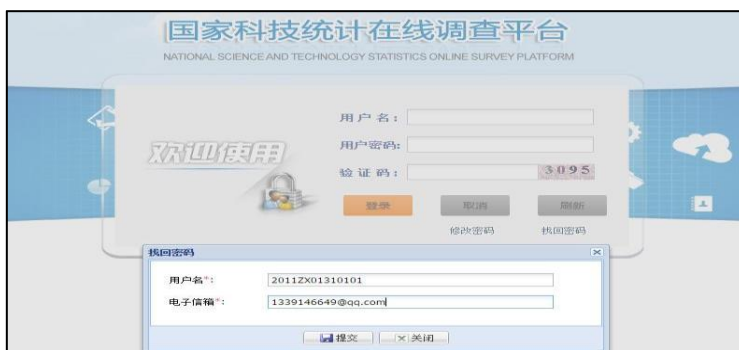 国家科技统计在线调查平台
NATIONAL SCIENCE AND TECHNOLOGY STATISTICS ONLINE SURVEY PLATFORM
欢迎使用
用户名:
用户密码:
验证码: 3095
登录 取消 刷新
修改密码 找回密码
找回密码
用户名*: 2011ZX01310101
电子信箱*: 1339146649@qq.com
提交 关闭